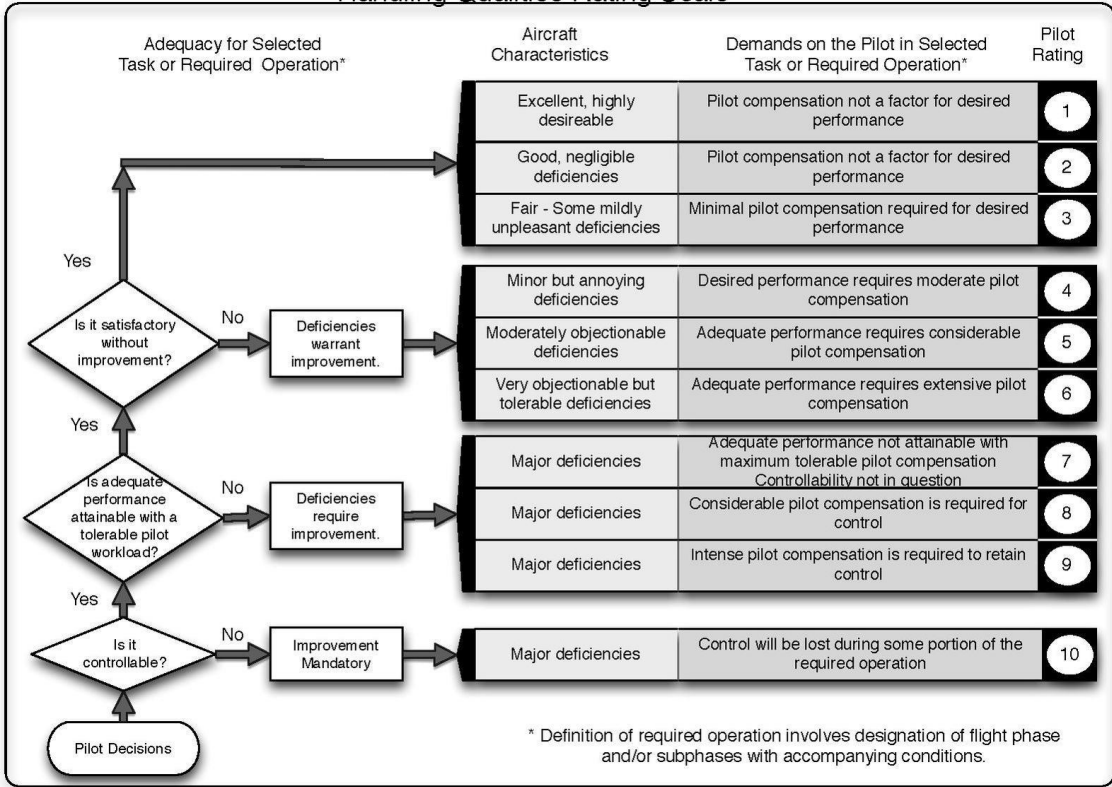 Handling Qualities Rating Scale
Adequacy for Selected
Task or Required Operation*
Aircraft
Characteristics
Demands on the Pilot in Selected
Task or Required Operation*
Pilot
Rating
Excellent, highly
desireable
Pilot compensation not a factor for desired
performance
1
Good, negligible
deficiencies
Pilot compensation not a factor for desired
performance
2
Fair - Some mildly
unpleasant deficiencies
Minimal pilot compensation required for desired
performance
3
Yes
Is it satisfactory
without
improvement?
No
Deficiencies
warrant
improvement.
Minor but annoying
deficiencies
Desired performance requires moderate pilot
compensation
4
Moderately objectionable
deficiencies
Adequate performance requires considerable
pilot compensation
5
Very objectionable but
tolerable deficiencies
Adequate performance requires extensive pilot
compensation
6
Yes
Is adequate
performance
attainable with a
tolerable pilot
workload?
No
Deficiencies
require
improvement.
Major deficiencies
Adequate performance not attainable with
maximum tolerable pilot compensation
Controllability not in question
7
Major deficiencies
Considerable pilot compensation is required for
control
8
Major deficiencies
Intense pilot compensation is required to retain
control
9
Yes
Is it
controllable?
No
Improvement
Mandatory
Major deficiencies
Control will be lost during some portion of the
required operation
10
Pilot Decisions
* Definition of required operation involves designation of flight phase
and/or subphases with accompanying conditions.